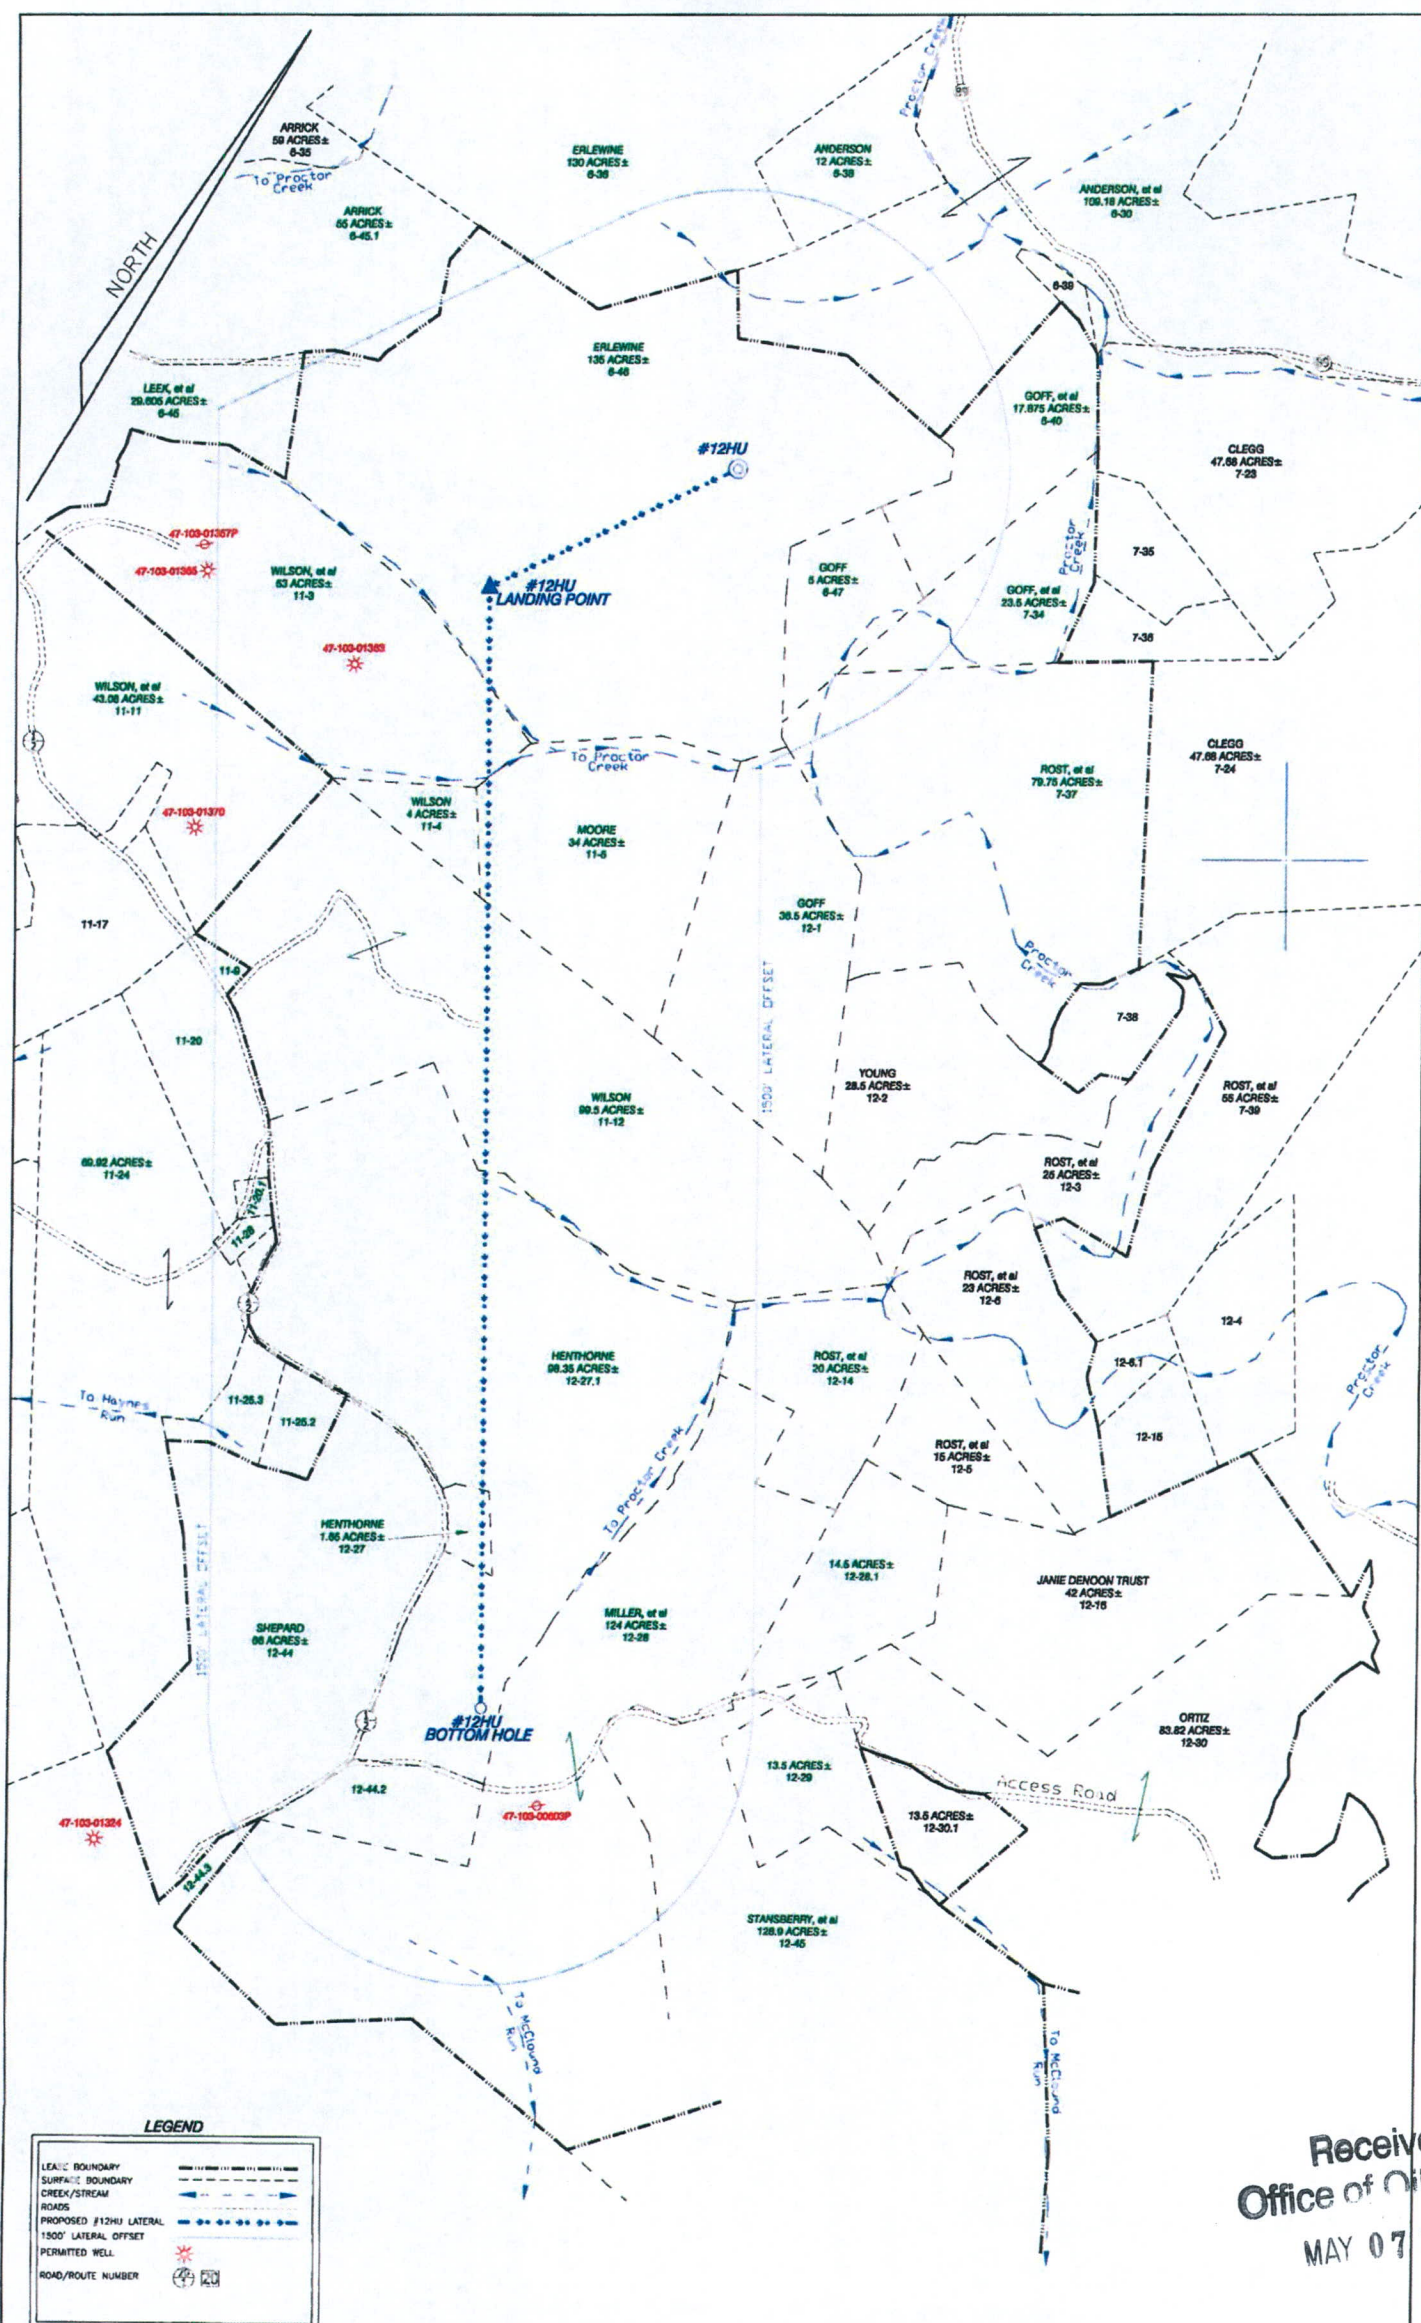 Proctor Creek
89
ARRICK
59 ACRES±
6-35
To Proctor
Creek
ERLEWINE
130 ACRES±
6-36
ANDERSON
12 ACRES±
6-38
ANDERSON, et al
109.18 ACRES±
6-30
ARRICK
55 ACRES±
6-45.1
NORTH
6-39
ERLEWINE
135 ACRES±
6-46
89
LEEK, et al
29.605 ACRES±
GOFF, et al
17.875 ACRES±
6-40
CLEGG
47.68 ACRES±
7-23
#12HU
47-103-01367P
47-103-01365
WILSON, et al
53 ACRES±
11-3
#12HU
LANDING POINT
Proctor
Creek
7-35
GOFF
5 ACRES±
6-47
GOFF, et al
23.5 ACRES±
7-34
7-36
47-103-01363
WILSON, et al
43.08 ACRES±
11-11
To Proctor
Creek
CLEGG
47.68 ACRES±
7-24
ROST, et al
79.75 ACRES±
7-37
47-103-01370
WILSON
4 ACRES±
11-4
MOORE
34 ACRES±
11-5
GOFF
36.5 ACRES±
12-1
11-17
11-9
Proctor
Creek
1500' LATERAL OFFSET
7-38
11-20
YOUNG
28.5 ACRES±
12-2
WILSON
99.5 ACRES±
11-12
ROST, et al
55 ACRES±
7-39
69.92 ACRES±
11-24
ROST, et al
25 ACRES±
12-3
11-20.1
ROST, et al
23 ACRES±
12-6
12-4
HENTHORNE
98.35 ACRES±
12-27.1
ROST, et al
20 ACRES±
12-14
12-6.1
Proctor
Creek
To Haynes
Run
11-25.3
11-25.2
12-15
ROST, et al
15 ACRES±
12-5
To Proctor Creek
HENTHORNE
1.65 ACRES±
12-27
14.5 ACRES±
12-28.1
JANIE DENOON TRUST
42 ACRES±
12-16
1500' LATERAL OFFSET
MILLER, et al
124 ACRES±
12-28
SHEPARD
66 ACRES±
12-44
#12HU
BOTTOM HOLE
ORTIZ
83.82 ACRES±
12-30
13.5 ACRES±
12-29
12-44.2
Access Road
47-103-00603P
13.5 ACRES±
12-30.1
47-103-01324
12-44.3
STANSBERRY, et al
128.9 ACRES±
12-45
To McClound
Run
To McClound
Run
LEGEND
LEASE BOUNDARY
SURFACE BOUNDARY
CREEK/STREAM
ROADS
PROPOSED #12HU LATERAL
1500' LATERAL OFFSET
PERMITTED WELL
ROAD/ROUTE NUMBER
20
Receiv
Office of Oi
MAY 07